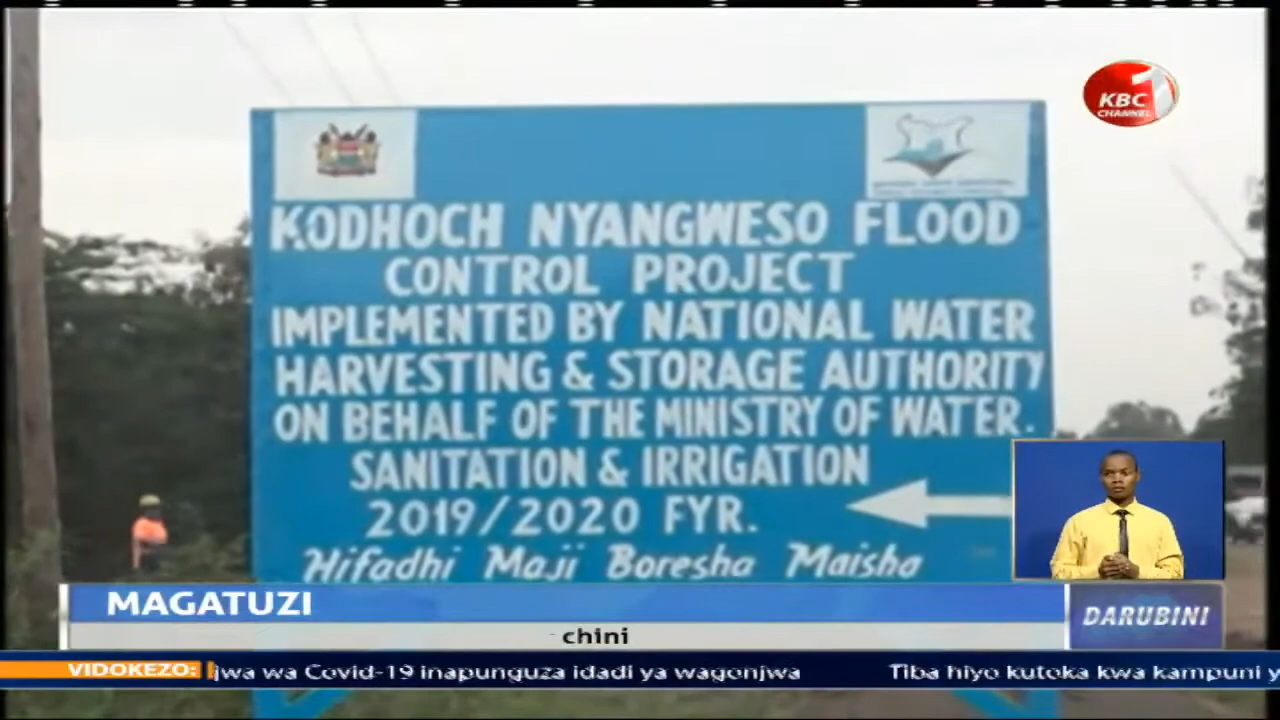 KBC 1
CHANNEL
KODHOCH NYANGWESO FLOOD
CONTROL PROJECT
IMPLEMENTED BY NATIONAL WATER
HARVESTING & STORAGE AUTHORITY
ON BEHALF OF THE MINISTRY OF WATER.
SANITATION & IRRIGATION
2019/2020 FYR.
Hifadhi Maji Boresha Maisha
MAGATUZI
DARUBINI
chini
VIDOKEZO: jwa wa Covid-19 inapunguza idadi ya wagonjwa Tiba hiyo kutoka kwa kampuni y